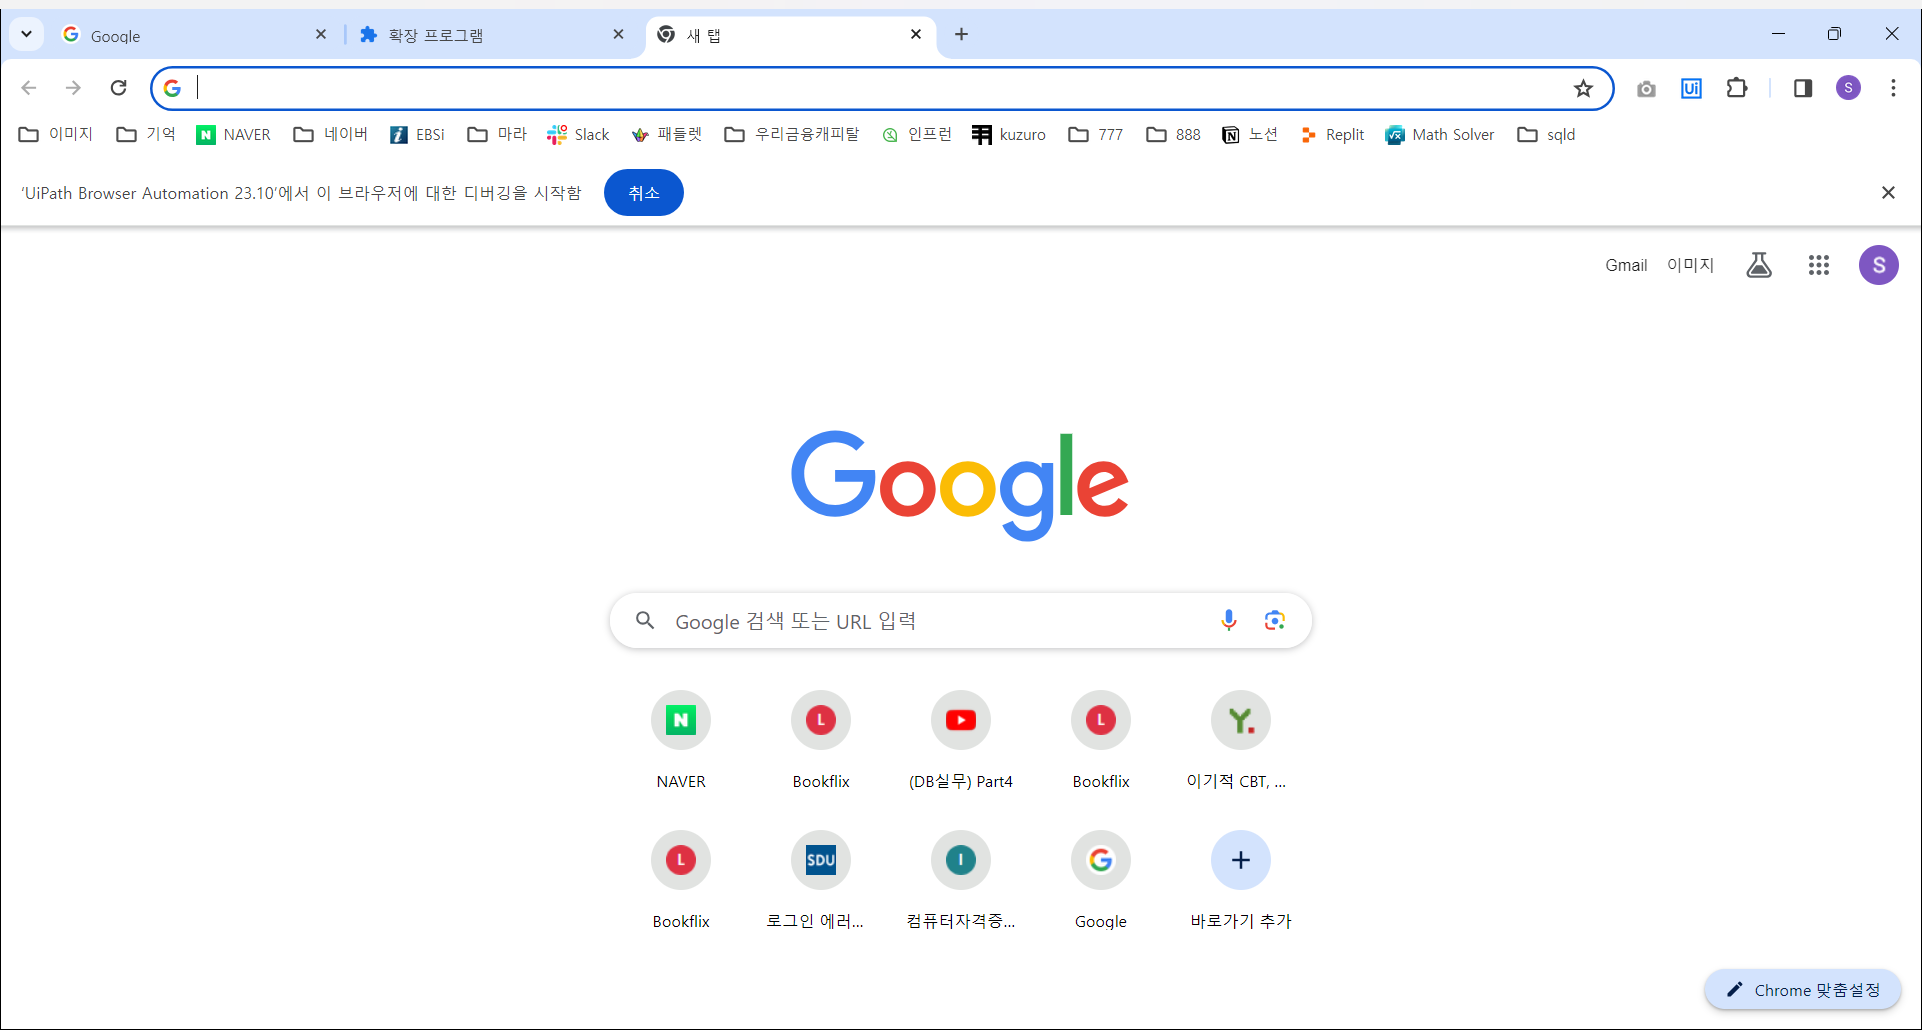 Google 확장 프로그램 새 탭
Ui S
이미지 기억 N NAVER 네이버 i EBSi 마라 Slack 패들렛 우리금융캐피탈 인프런 kuzuro 777 888 노션 Replit Math Solver sqld
'UiPath Browser Automation 23.10'에서 이 브라우저에 대한 디버깅을 시작함 취소
Gmail 이미지 S
Google
Google 검색 또는 URL 입력
N L L Y.
NAVER Bookflix (DB실무) Part4 Bookflix 이기적 CBT, ...
L SDU I G
Bookflix 로그인 에러... 컴퓨터자격증... Google 바로가기 추가
Chrome 맞춤설정